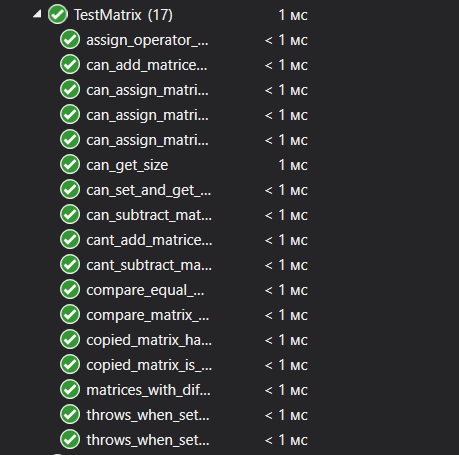 TestMatrix (17) 1 мс
assign_operator_... < 1 мс
can_add_matrice... < 1 мс
can_assign_matri... < 1 мс
can_assign_matri... < 1 мс
can_assign_matri... < 1 мс
can_get_size 1 мс
can_set_and_get_... < 1 мс
can_subtract_mat... < 1 мс
cant_add_matrice... < 1 мс
cant_subtract_ma... < 1 мс
compare_equal_... < 1 мс
compare_matrix_... < 1 мс
copied_matrix_ha... < 1 мс
copied_matrix_is_... < 1 мс
matrices_with_dif... < 1 мс
throws_when_set... < 1 мс
throws_when_set... < 1 мс